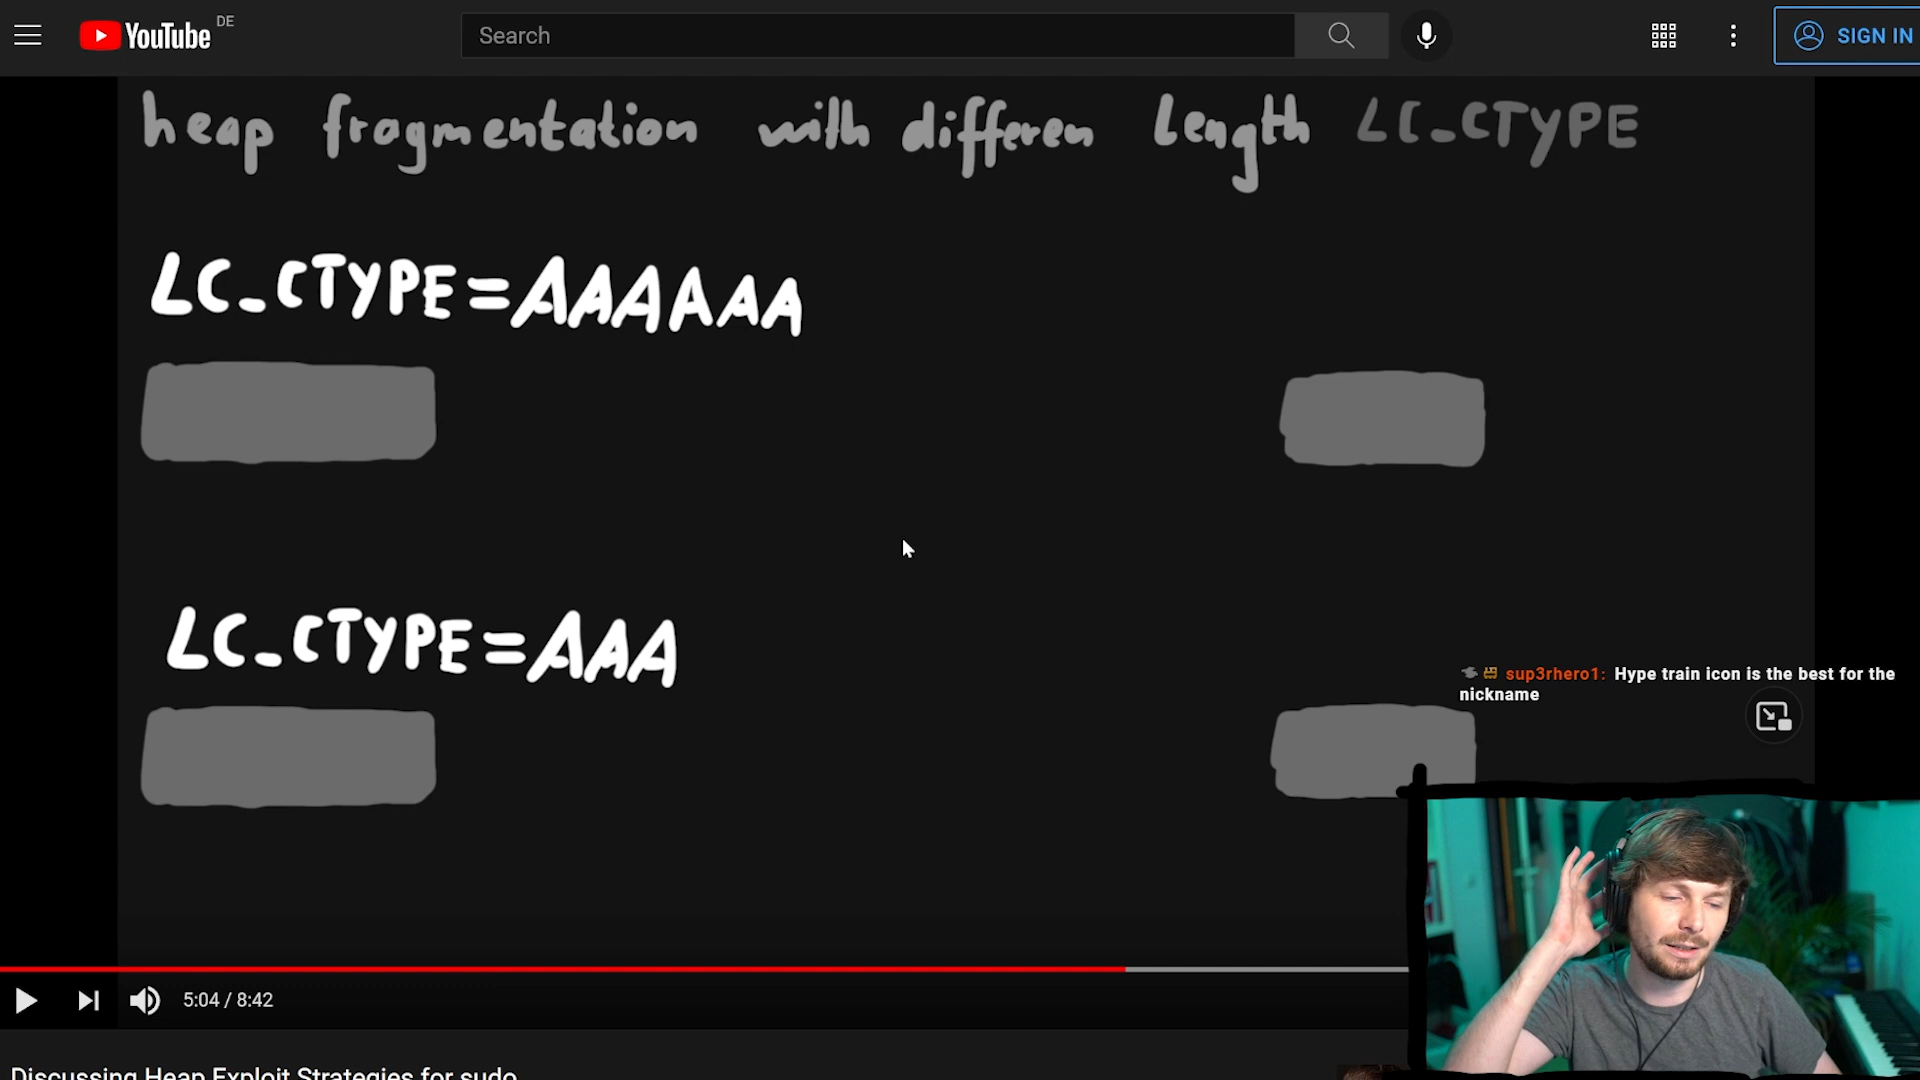 YouTube DE
Search
SIGN IN
heap fragmentation with differen Length LC_CTYPE
LC_CTYPE=AAAAAA
LC_CTYPE=AAA
sup3rhero1: Hype train icon is the best for the
nickname
5:04 / 8:42
Discussing Heap Exploit Strategies for sudo